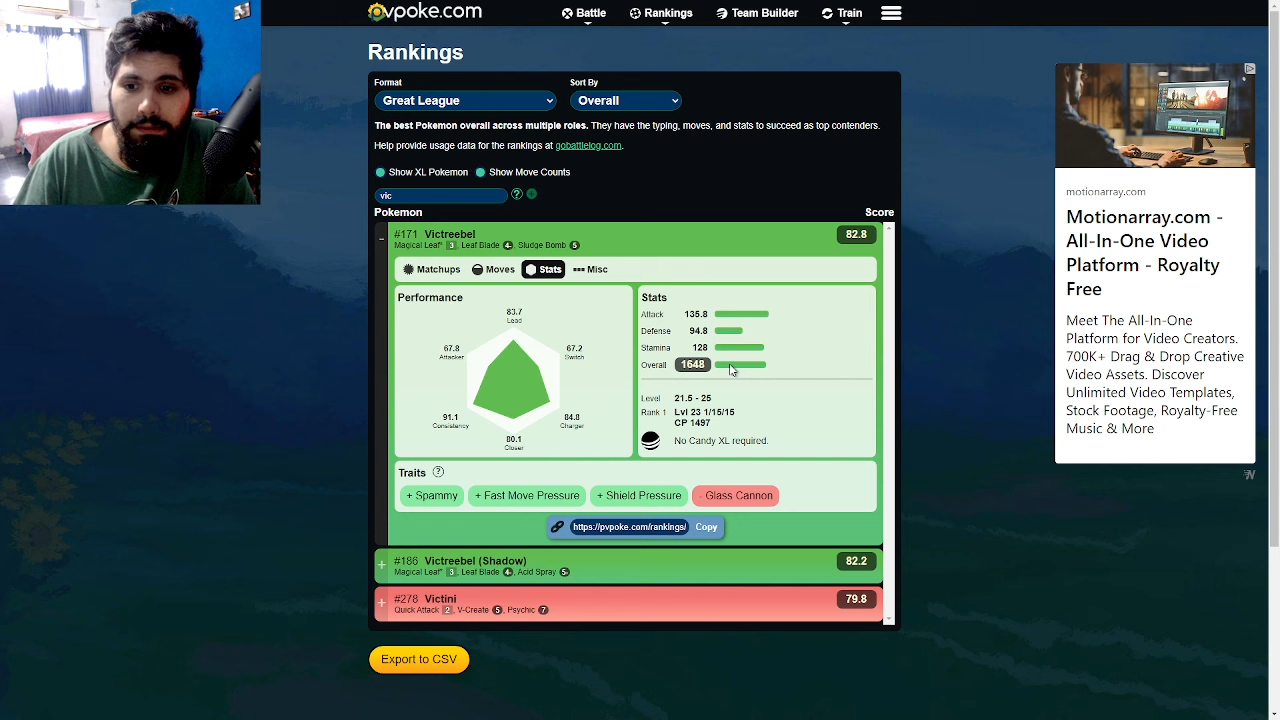 pvpoke.com
Battle
Rankings
Team Builder
Train
Rankings
Format
Sort By
Great League
Overall
The best Pokemon overall across multiple roles. They have the typing, moves, and stats to succeed as top contenders.
Help provide usage data for the rankings at gobattlelog.com.
Show XL Pokemon
Show Move Counts
vic
?
+
Pokemon
Score
-
#171 Victreebel
82.8
Magical Leaf* 3 Leaf Blade 4- Sludge Bomb 5
Matchups
Moves
Stats
Misc
Performance
83.7
Lead
67.8
Attacker
67.2
Switch
91.1
Consistency
84.8
Charger
80.1
Closer
Stats
Attack 135.8
Defense 94.8
Stamina 128
Overall 1648
Level 21.5 - 25
Rank 1 Lvl 23 1/15/15
CP 1497
No Candy XL required.
Traits ?
+ Spammy
+ Fast Move Pressure
+ Shield Pressure
- Glass Cannon
https://pvpoke.com/rankings/
Copy
+
#186 Victreebel (Shadow)
82.2
Magical Leaf* 3 Leaf Blade 4- Acid Spray 5-
+
#278 Victini
79.8
Quick Attack 2 V-Create 5 Psychic 7
Export to CSV
motionarray.com
Motionarray.com -
All-In-One Video
Platform - Royalty
Free
Meet The All-In-One
Platform for Video Creators.
700K+ Drag & Drop Creative
Video Assets. Discover
Unlimited Video Templates,
Stock Footage, Royalty-Free
Music & More